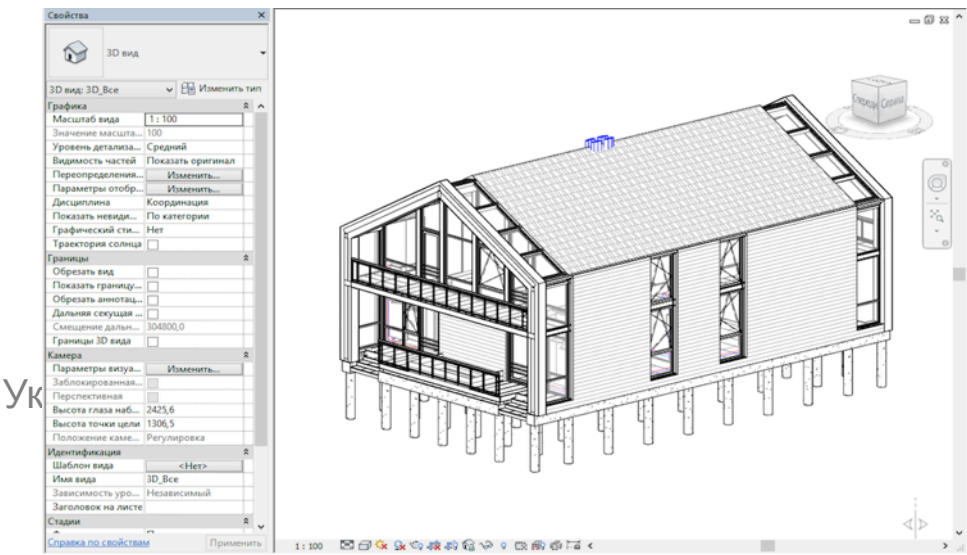 Свойства
3D вид
3D вид: 3D_Все
Изменить тип
Графика
Масштаб вида 1 : 100
Значение масшта... 100
Уровень детализа... Средний
Видимость частей Показать оригинал
Переопределения... Изменить...
Параметры отобр... Изменить...
Дисциплина Координация
Показать невиди... По категории
Графический сти... Нет
Траектория солнца
Границы
Обрезать вид
Показать границу...
Обрезать аннотац...
Дальняя секущая ...
Смещение дальн... 304800,0
Границы 3D вида
Камера
Параметры визуа... Изменить...
Заблокированная...
Перспективная
Ук
Высота глаза наб... 2425,6
Высота точки цели 1306,5
Положение каме... Регулировка
Идентификация
Шаблон вида <Нет>
Имя вида 3D_Все
Зависимость уро... Независимый
Заголовок на листе
Стадии
Справка по свойствам
Применить
Спереди Справа
1 : 100